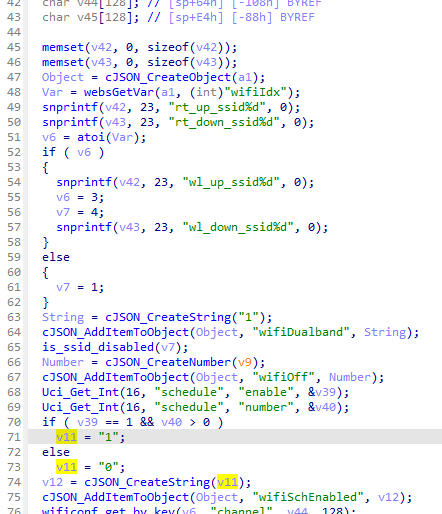 42 char v44[128]; // [sp+64h] [-108h] BYREF
43 char v45[128]; // [sp+E4h] [-88h] BYREF
44
45 memset(v42, 0, sizeof(v42));
46 memset(v43, 0, sizeof(v43));
47 Object = cJSON_CreateObject(a1);
48 Var = websGetVar(a1, (int)"wifiIdx");
49 snprintf(v42, 23, "rt_up_ssid%d", 0);
50 snprintf(v43, 23, "rt_down_ssid%d", 0);
51 v6 = atoi(Var);
52 if ( v6 )
53 {
54 snprintf(v42, 23, "wl_up_ssid%d", 0);
55 v6 = 3;
56 v7 = 4;
57 snprintf(v43, 23, "wl_down_ssid%d", 0);
58 }
59 else
60 {
61 v7 = 1;
62 }
63 String = cJSON_CreateString("1");
64 cJSON_AddItemToObject(Object, "wifiDualband", String);
65 is_ssid_disabled(v7);
66 Number = cJSON_CreateNumber(v9);
67 cJSON_AddItemToObject(Object, "wifiOff", Number);
68 Uci_Get_Int(16, "schedule", "enable", &v39);
69 Uci_Get_Int(16, "schedule", "number", &v40);
70 if ( v39 == 1 && v40 > 0 )
71 v11 = "1";
72 else
73 v11 = "0";
74 v12 = cJSON_CreateString(v11);
75 cJSON_AddItemToObject(Object, "wifiSchEnabled", v12);
76 wificonf_get_by_key(v6, "channel", v44, 128);